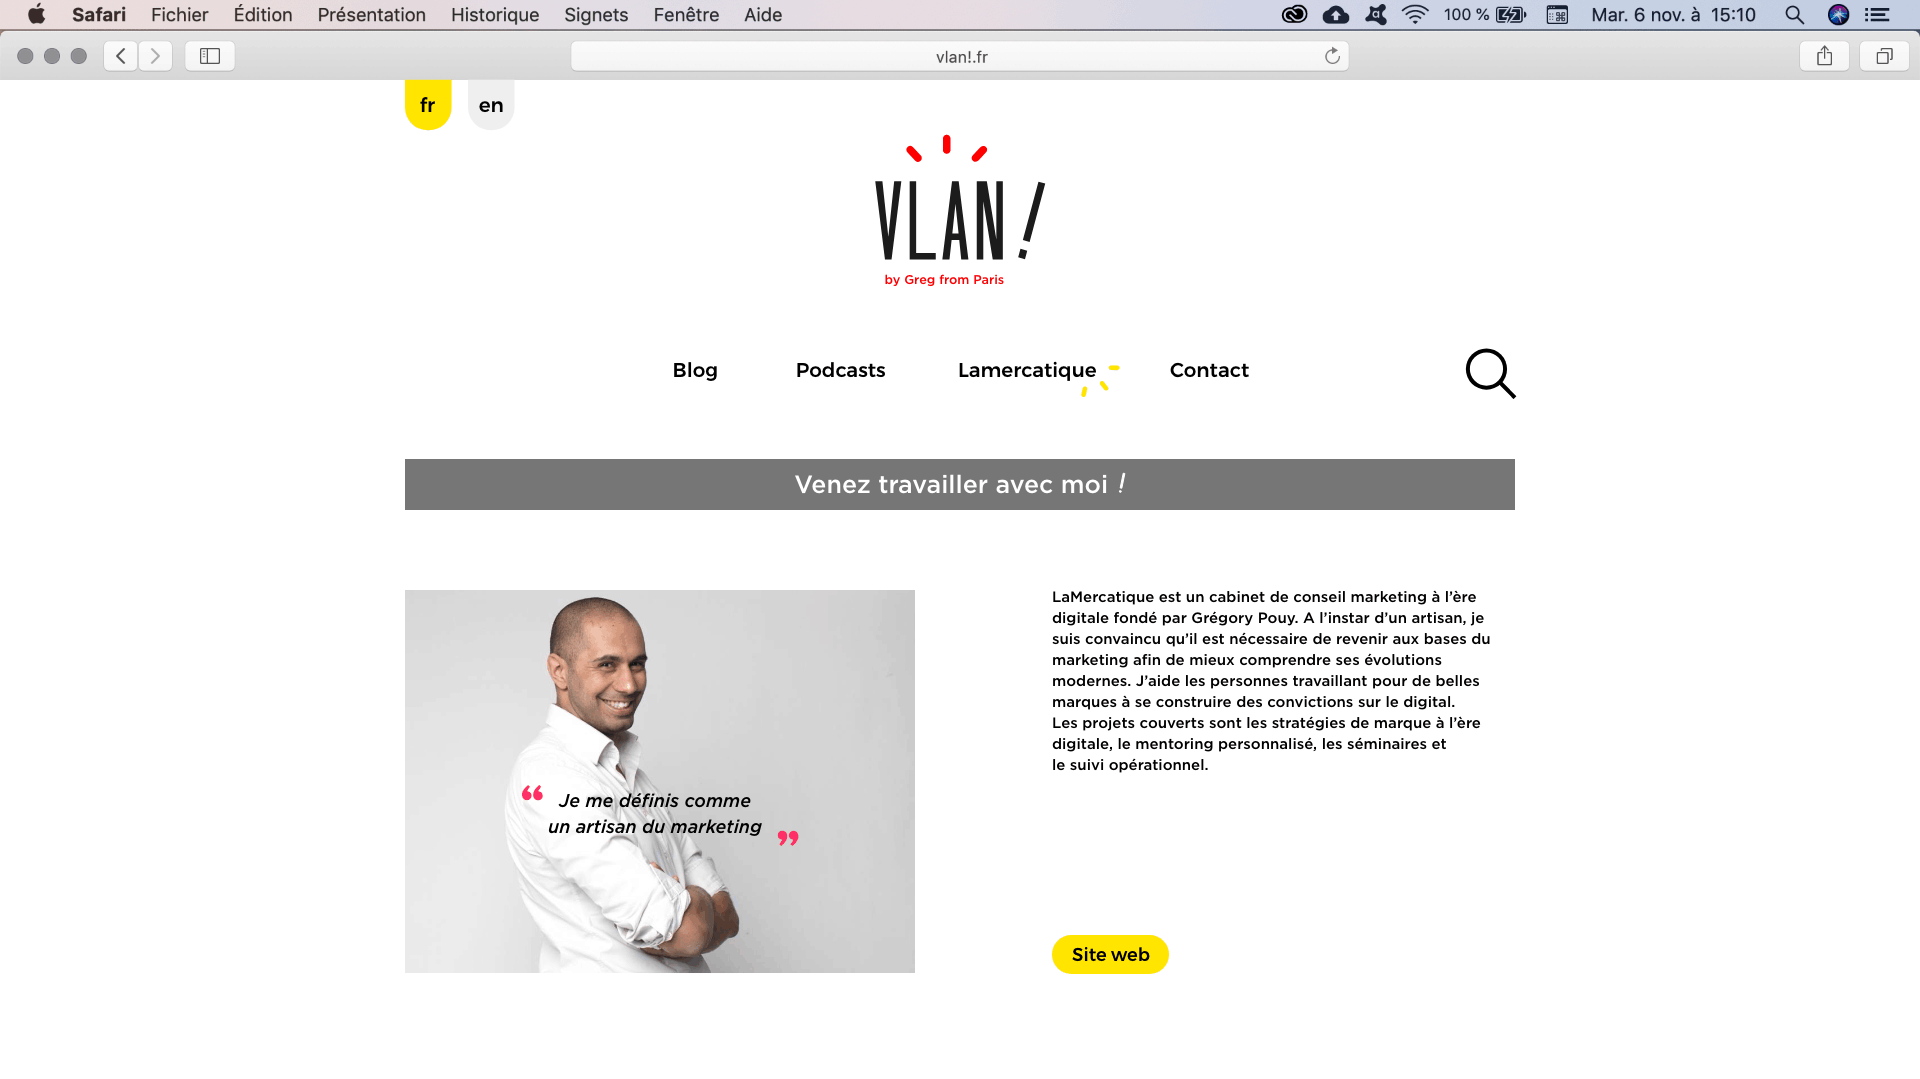 Safari Fichier Édition Présentation Historique Signets Fenêtre Aide 100 % Mar. 6 nov. à 15:10
vlan!.fr
fr en
VLAN!
by Greg from Paris
Blog Podcasts Lamercatique Contact
Venez travailler avec moi !
LaMercatique est un cabinet de conseil marketing à l’ère
digitale fondé par Grégory Pouy. A l’instar d’un artisan, je
suis convaincu qu’il est nécessaire de revenir aux bases du
marketing afin de mieux comprendre ses évolutions
modernes. J’aide les personnes travaillant pour de belles
marques à se construire des convictions sur le digital.
Les projets couverts sont les stratégies de marque à l’ère
digitale, le mentoring personnalisé, les séminaires et
le suivi opérationnel.
“ Je me définis comme
un artisan du marketing ”
Site web